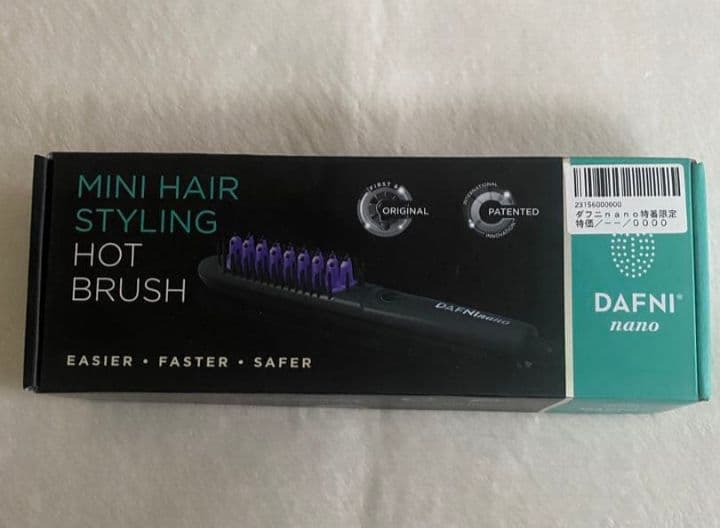 MINI HAIR
STYLING
HOT
BRUSH
EASIER • FASTER • SAFER
FIRST &
ORIGINAL
INTERNATIONAL
PATENTED
INNOVATION
DAFNInano
23156000600
ダフニnano特着限定
特価/ーー/0000
DAFNI®
nano